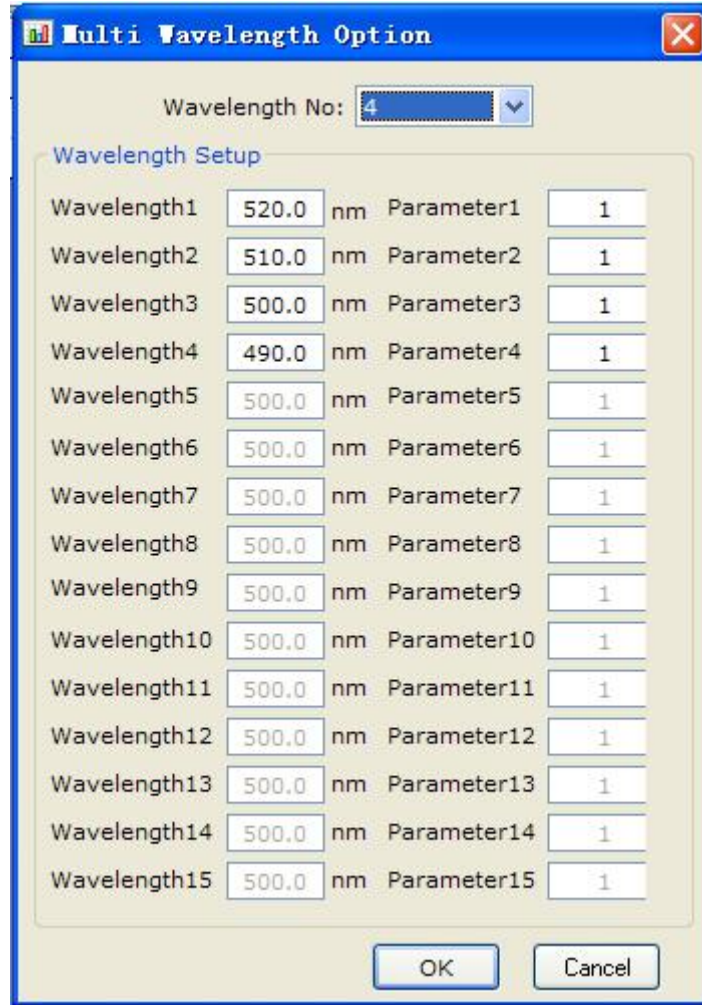 Multi Wavelength Option
Wavelength No: 4
Wavelength Setup
Wavelength1 520.0 nm Parameter1 1
Wavelength2 510.0 nm Parameter2 1
Wavelength3 500.0 nm Parameter3 1
Wavelength4 490.0 nm Parameter4 1
Wavelength5 500.0 nm Parameter5 1
Wavelength6 500.0 nm Parameter6 1
Wavelength7 500.0 nm Parameter7 1
Wavelength8 500.0 nm Parameter8 1
Wavelength9 500.0 nm Parameter9 1
Wavelength10 500.0 nm Parameter10 1
Wavelength11 500.0 nm Parameter11 1
Wavelength12 500.0 nm Parameter12 1
Wavelength13 500.0 nm Parameter13 1
Wavelength14 500.0 nm Parameter14 1
Wavelength15 500.0 nm Parameter15 1
OK Cancel